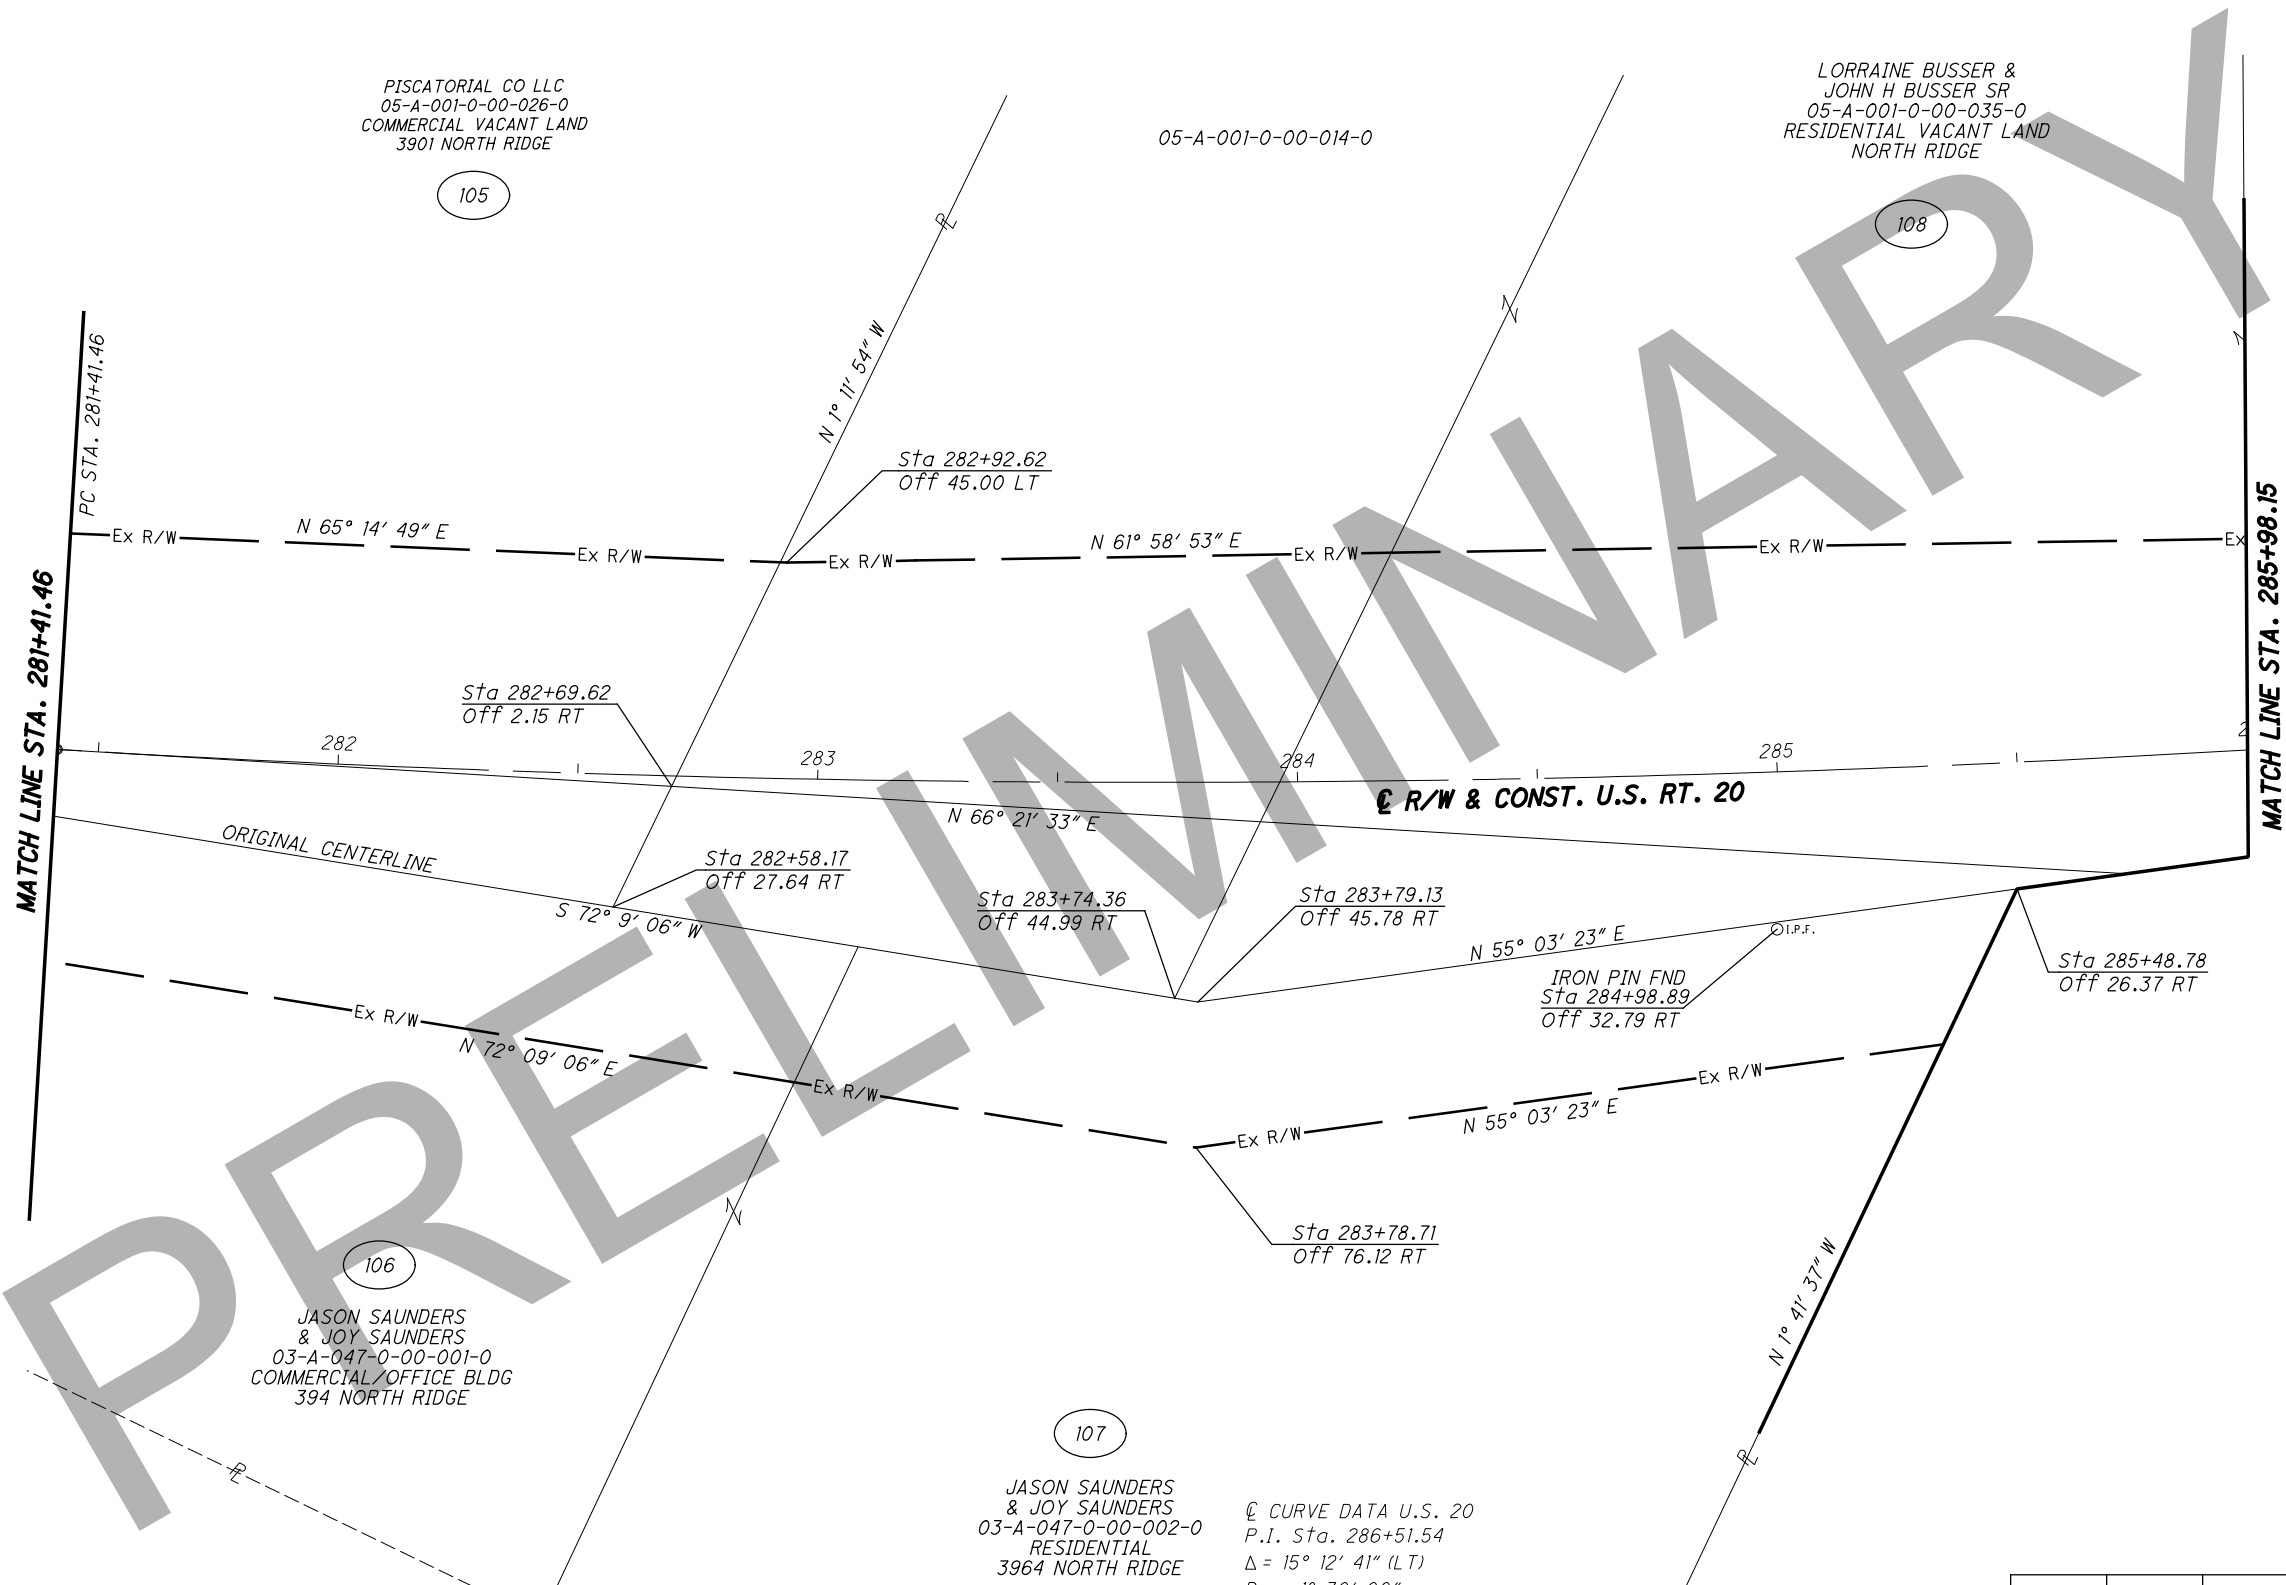 PISCATORIAL CO LLC
05-A-001-0-00-026-0
COMMERCIAL VACANT LAND
3901 NORTH RIDGE
105
05-A-001-0-00-014-0
LORRAINE BUSSER &
JOHN H BUSSER SR
05-A-001-0-00-035-0
RESIDENTIAL VACANT LAND
NORTH RIDGE
108
PRELIMINARY
MATCH LINE STA. 281+41.46
PC STA. 281+41.46
N 1° 11' 54" W
Sta 282+92.62
Off 45.00 LT
Ex R/W
N 65° 14' 49" E
Ex R/W
Ex R/W
N 61° 58' 53" E
Ex R/W
Ex R/W
Ex
MATCH LINE STA. 285+98.15
Sta 282+69.62
Off 2.15 RT
282
283
284
285
2
℄ R/W & CONST. U.S. RT. 20
N 66° 21' 33" E
ORIGINAL CENTERLINE
Sta 282+58.17
Off 27.64 RT
S 72° 9' 06" W
Sta 283+74.36
Off 44.99 RT
Sta 283+79.13
Off 45.78 RT
N 55° 03' 23" E
I.P.F.
IRON PIN FND
Sta 284+98.89
Off 32.79 RT
Sta 285+48.78
Off 26.37 RT
Ex R/W
N 72° 09' 06" E
Ex R/W
Ex R/W
N 55° 03' 23" E
Ex R/W
Sta 283+78.71
Off 76.12 RT
N 1° 41' 37" W
106
JASON SAUNDERS
& JOY SAUNDERS
03-A-047-0-00-001-0
COMMERCIAL/OFFICE BLDG
394 NORTH RIDGE
107
JASON SAUNDERS
& JOY SAUNDERS
03-A-047-0-00-002-0
RESIDENTIAL
3964 NORTH RIDGE
℄ CURVE DATA U.S. 20
P.I. Sta. 286+51.54
Δ = 15° 12' 41" (LT)